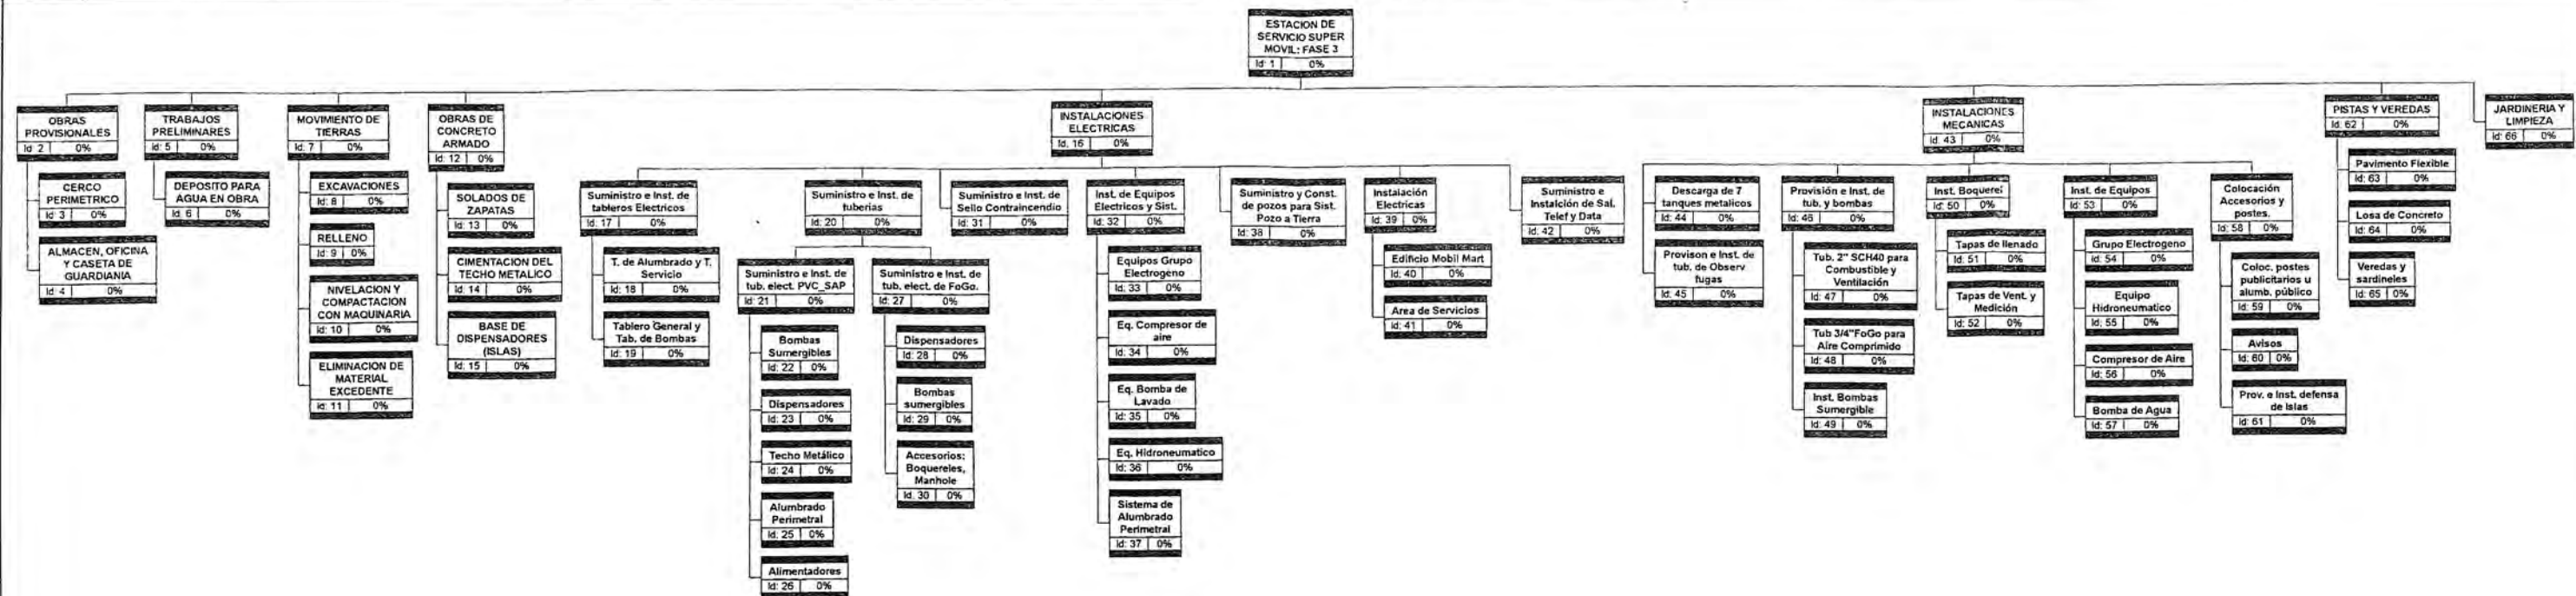 ESTACION DE
SERVICIO SUPER
MOVIL: FASE 3
Id: 1 0%
OBRAS
PROVISIONALES
Id: 2 0%
CERCO
PERIMETRICO
Id: 3 0%
ALMACEN, OFICINA
Y CASETA DE
GUARDIANIA
Id: 4 0%
TRABAJOS
PRELIMINARES
Id: 5 0%
DEPOSITO PARA
AGUA EN OBRA
Id: 6 0%
MOVIMIENTO DE
TIERRAS
Id: 7 0%
EXCAVACIONES
Id: 8 0%
RELLENO
Id: 9 0%
NIVELACION Y
COMPACTACION
CON MAQUINARIA
Id: 10 0%
ELIMINACION DE
MATERIAL
EXCEDENTE
Id: 11 0%
OBRAS DE
CONCRETO
ARMADO
Id: 12 0%
SOLADOS DE
ZAPATAS
Id: 13 0%
CIMENTACION DEL
TECHO METALICO
Id: 14 0%
BASE DE
DISPENSADORES
(ISLAS)
Id: 15 0%
INSTALACIONES
ELECTRICAS
Id. 16 0%
Suministro e Inst. de
tableros Electricos
Id: 17 0%
T. de Alumbrado y T.
Servicio
Id: 18 0%
Tablero General y
Tab. de Bombas
Id: 19 0%
Suministro e Inst. de
tuberias
Id: 20 0%
Suministro e Inst. de
tub. elect. PVC_SAP
Id: 21 0%
Bombas
Sumergibles
Id: 22 0%
Dispensadores
Id: 23 0%
Techo Metálico
Id: 24 0%
Alumbrado
Perimetral
Id: 25 0%
Alimentadores
Id: 26 0%
Suministro e Inst. de
tub. elect. de FoGo.
Id: 27 0%
Dispensadores
Id: 28 0%
Bombas
sumergibles
Id: 29 0%
Accesorios:
Boquereles,
Manhole
Id. 30 0%
Suministro e Inst. de
Sello Contraincendio
Id: 31 0%
Inst. de Equipos
Electricos y Sist.
Id: 32 0%
Equipos Grupo
Electrogeno
Id: 33 0%
Eq. Compresor de
aire
Id: 34 0%
Eq. Bomba de
Lavado
Id: 35 0%
Eq. Hidroneumatico
Id: 36 0%
Sistema de
Alumbrado
Perimetral
Id: 37 0%
Suministro y Const.
de pozos para Sist.
Pozo a Tierra
Id: 38 0%
Instalación
Electricas
Id: 39 0%
Edificio Mobil Mart
Id: 40 0%
Area de Servicios
Id: 41 0%
Suministro e
Instalción de Sal.
Telef y Data
Id: 42 0%
INSTALACIONES
MECANICAS
Id: 43 0%
Descarga de 7
tanques metalicos
Id: 44 0%
Provison e Inst. de
tub. de Observ
fugas
Id: 45 0%
Provisión e Inst. de
tub. y bombas
Id: 46 0%
Tub. 2" SCH40 para
Combustible y
Ventilación
Id: 47 0%
Tub 3/4"FoGo para
Aire Comprimido
Id: 48 0%
Inst. Bombas
Sumergible
Id: 49 0%
Inst. Boquerel
Id: 50 0%
Tapas de llenado
Id: 51 0%
Tapas de Vent. y
Medición
Id: 52 0%
Inst. de Equipos
Id: 53 0%
Grupo Electrogeno
Id: 54 0%
Equipo
Hidroneumatico
Id: 55 0%
Compresor de Aire
Id: 56 0%
Bomba de Agua
Id: 57 0%
Colocación
Accesorios y
postes.
Id: 58 0%
Coloc. postes
publicitarios u
alumb. público
Id: 59 0%
Avisos
Id: 60 0%
Prov. e Inst. defensa
de Islas
Id: 61 0%
PISTAS Y VEREDAS
Id. 62 0%
Pavimento Flexible
Id: 63 0%
Losa de Concreto
Id: 64 0%
Veredas y
sardineles
Id: 65 0%
JARDINERIA Y
LIMPIEZA
Id: 66 0%